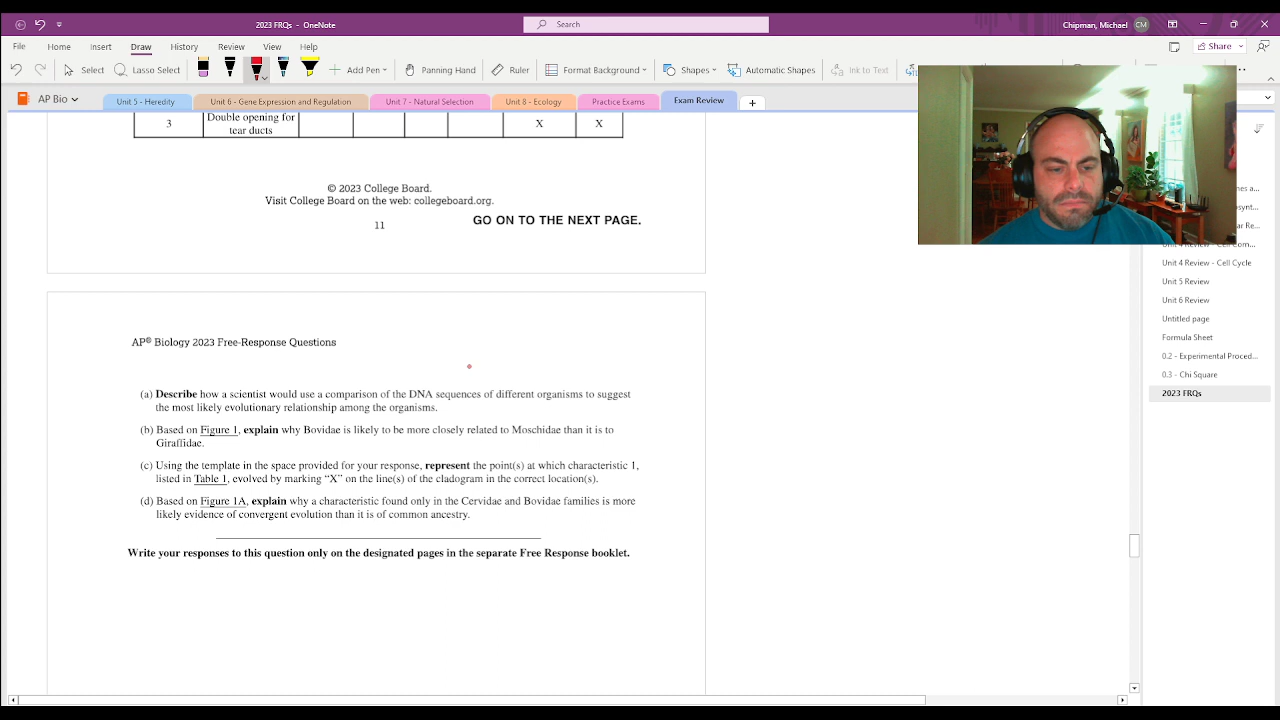 2023 FRQs - OneNote
Search
Chipman, Michael CM
File Home Insert Draw History Review View Help
Share
Select Lasso Select Add Pen Panning Hand Ruler Format Background Shapes Automatic Shapes Ink to Text
AP Bio Unit 5 - Heredity Unit 6 - Gene Expression and Regulation Unit 7 - Natural Selection Unit 8 - Ecology Practice Exams Exam Review +
3 Double opening for X X
tear ducts
© 2023 College Board.
Visit College Board on the web: collegeboard.org.
GO ON TO THE NEXT PAGE.
11
AP® Biology 2023 Free-Response Questions
(a) Describe how a scientist would use a comparison of the DNA sequences of different organisms to suggest
the most likely evolutionary relationship among the organisms.
(b) Based on Figure 1, explain why Bovidae is likely to be more closely related to Moschidae than it is to
Giraffidae.
(c) Using the template in the space provided for your response, represent the point(s) at which characteristic 1,
listed in Table 1, evolved by marking “X” on the line(s) of the cladogram in the correct location(s).
(d) Based on Figure 1A, explain why a characteristic found only in the Cervidae and Bovidae families is more
likely evidence of convergent evolution than it is of common ancestry.
Write your responses to this question only on the designated pages in the separate Free Response booklet.
Unit 4 Review - Cell Cycle
Unit 5 Review
Unit 6 Review
Untitled page
Formula Sheet
0.2 - Experimental Proced...
0.3 - Chi Square
2023 FRQs